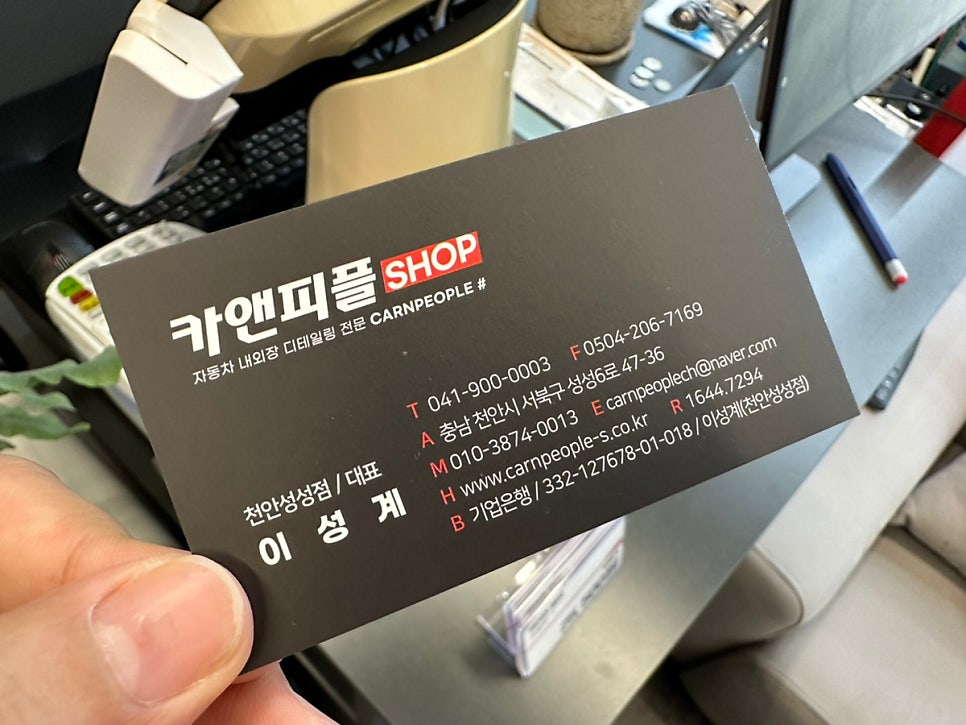 카앤피플 SHOP
자동차 내외장 디테일링 전문 CARNPEOPLE #
T 041-900-0003 F 0504-206-7169
A 충남 천안시 서북구 성성6로 47-36
M 010-3874-0013 E carnpeoplech@naver.com
H www.carnpeople-s.co.kr R 1644.7294
B 기업은행 / 332-127678-01-018 / 이성계(천안성성점)
천안성성점 / 대표
이 성 계